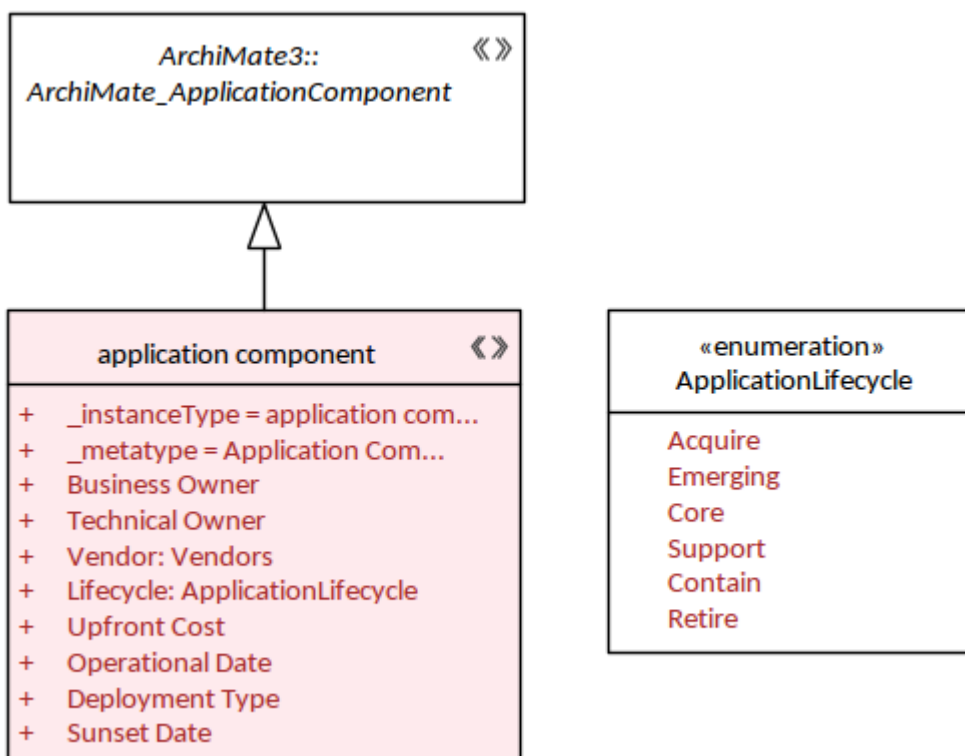 ArchiMate3::
ArchiMate_ApplicationComponent
《》
application component
《》
+ _instanceType = application com...
+ _metatype = Application Com...
+ Business Owner
+ Technical Owner
+ Vendor: Vendors
+ Lifecycle: ApplicationLifecycle
+ Upfront Cost
+ Operational Date
+ Deployment Type
+ Sunset Date
«enumeration»
ApplicationLifecycle
Acquire
Emerging
Core
Support
Contain
Retire